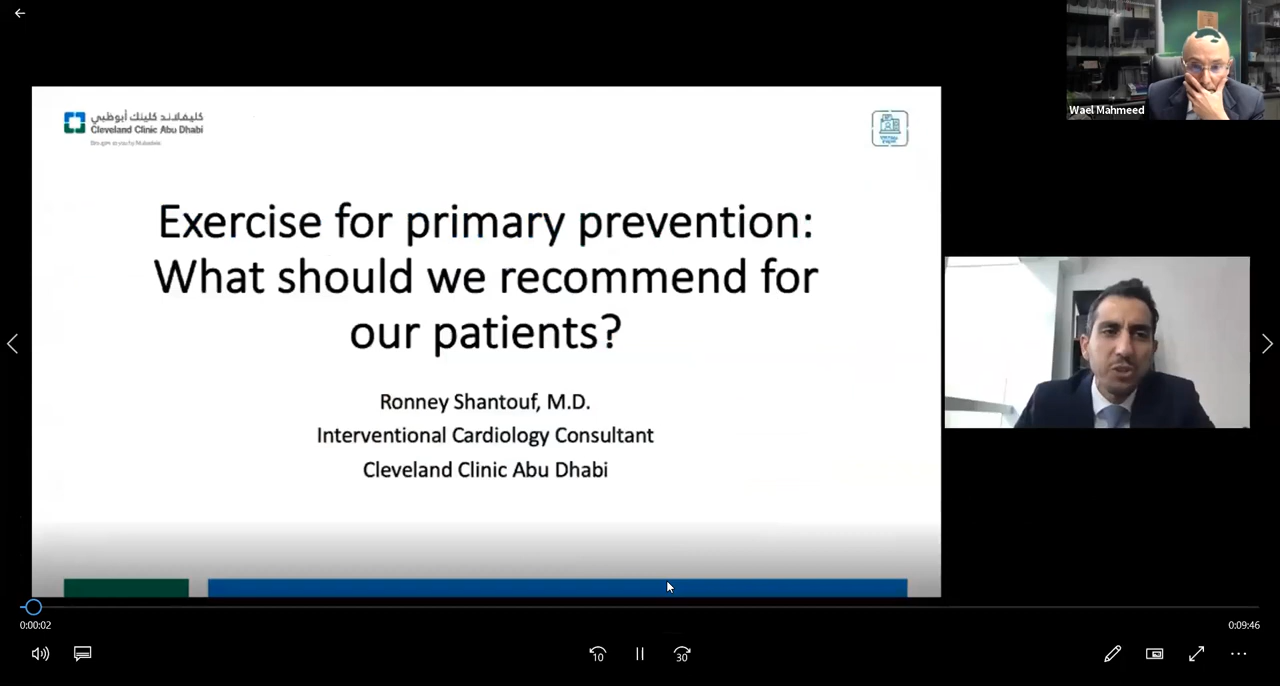 Wael Mahmeed
كليفلاند كلينك أبوظبي
Cleveland Clinic Abu Dhabi
Exercise for primary prevention:
What should we recommend for
our patients?
Ronney Shantouf, M.D.
Interventional Cardiology Consultant
Cleveland Clinic Abu Dhabi
0:00:02
0:09:46
10
30